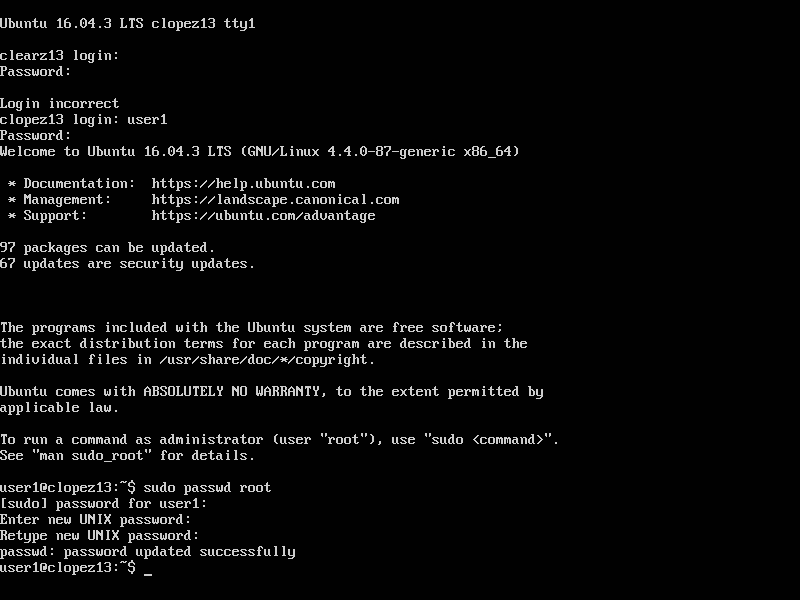 Ubuntu 16.04.3 LTS clopez13 tty1
clearz13 login:
Password:
Login incorrect
clopez13 login: user1
Password:
Welcome to Ubuntu 16.04.3 LTS (GNU/Linux 4.4.0-87-generic x86_64)
* Documentation:  https://help.ubuntu.com
* Management:     https://landscape.canonical.com
* Support:        https://ubuntu.com/advantage
97 packages can be updated.
67 updates are security updates.
The programs included with the Ubuntu system are free software;
the exact distribution terms for each program are described in the
individual files in /usr/share/doc/*/copyright.
Ubuntu comes with ABSOLUTELY NO WARRANTY, to the extent permitted by
applicable law.
To run a command as administrator (user "root"), use "sudo <command>".
See "man sudo_root" for details.
user1@clopez13:~$ sudo passwd root
[sudo] password for user1:
Enter new UNIX password:
Retype new UNIX password:
passwd: password updated successfully
user1@clopez13:~$ _